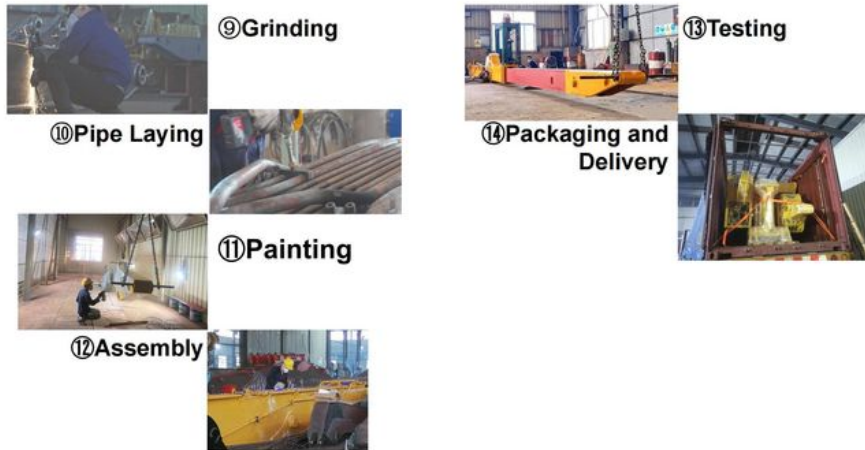 ⑨Grinding
⑩Pipe Laying
⑪Painting
⑫Assembly
⑬Testing
⑭Packaging and
Delivery